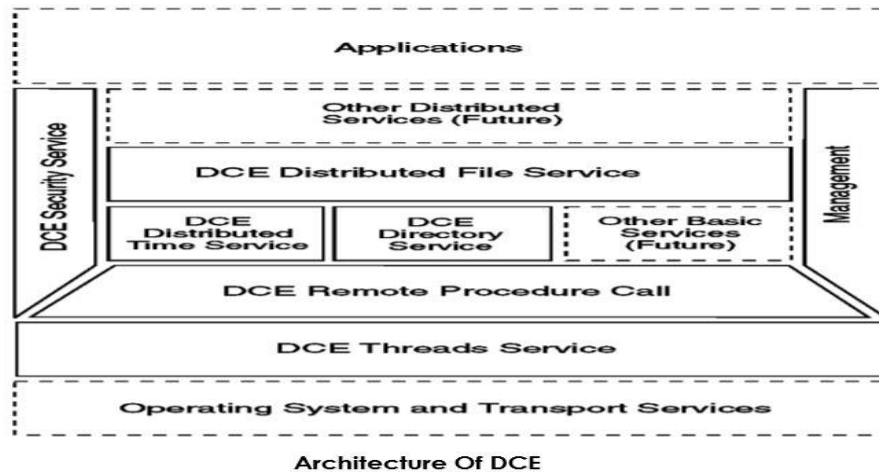 Applications
Other Distributed
Services (Future)
DCE Security Service
Management
DCE Distributed File Service
DCE
Distributed
Time Service
DCE
Directory
Service
Other Basic
Services
(Future)
DCE Remote Procedure Call
DCE Threads Service
Operating System and Transport Services
Architecture Of DCE